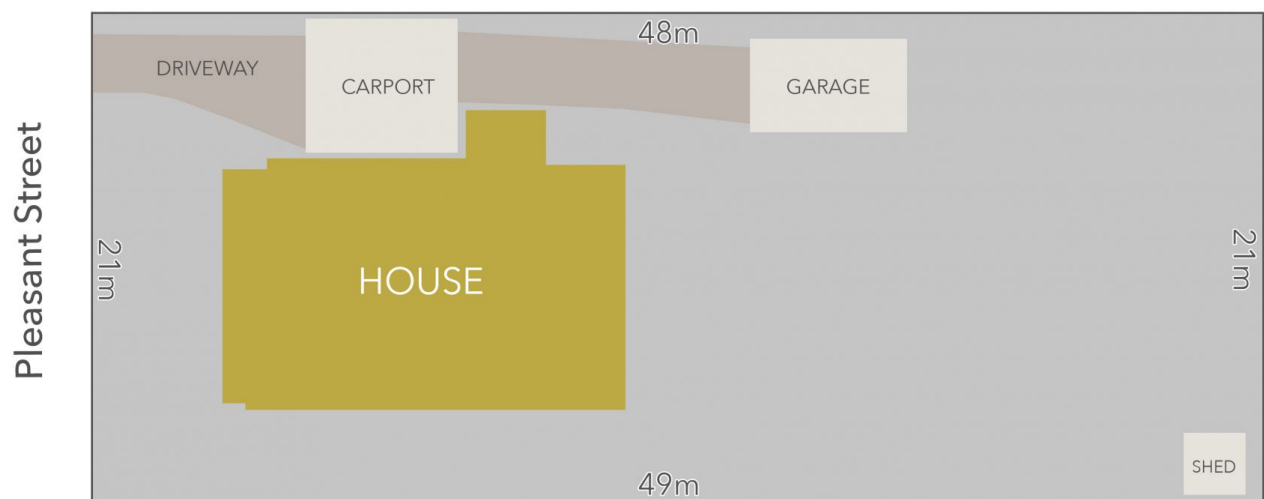 48m
DRIVEWAY
CARPORT
GARAGE
Pleasant Street
21m
HOUSE
21m
SHED
49m